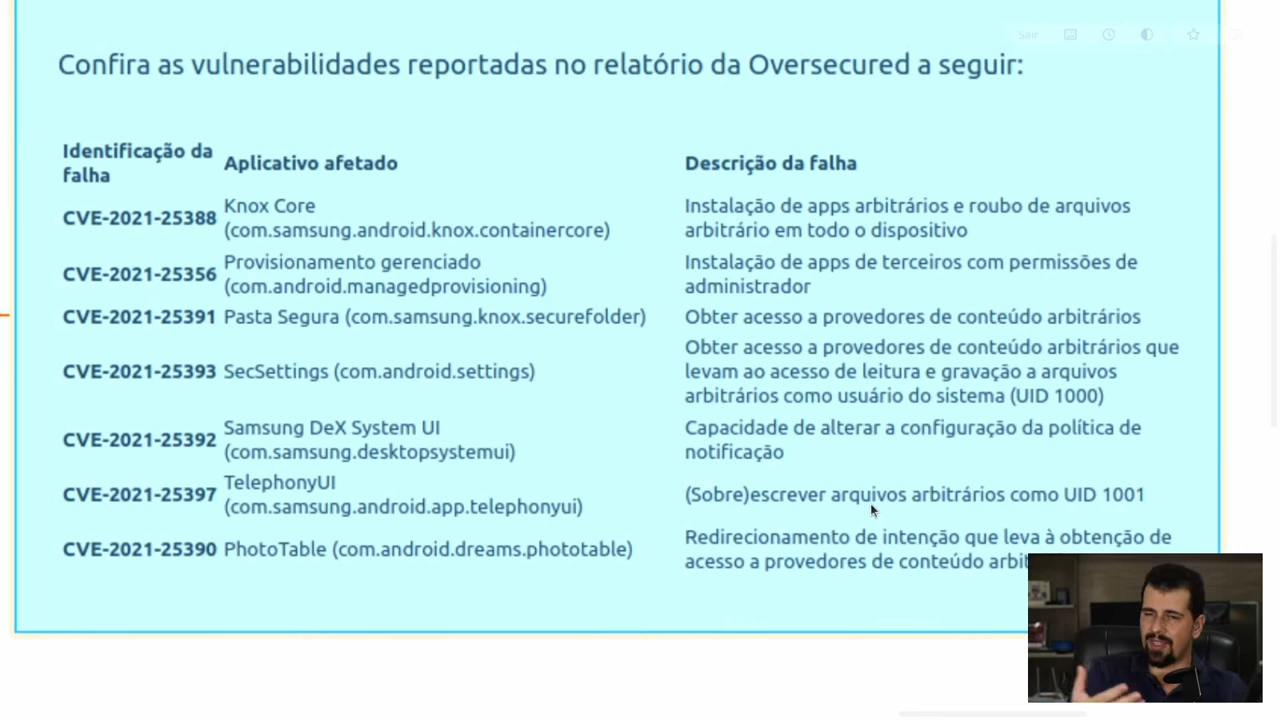 Sair
Confira as vulnerabilidades reportadas no relatório da Oversecured a seguir:
Identificação da
falha
Aplicativo afetado
Descrição da falha
CVE-2021-25388
Knox Core
(com.samsung.android.knox.containercore)
Instalação de apps arbitrários e roubo de arquivos
arbitrário em todo o dispositivo
CVE-2021-25356
Provisionamento gerenciado
(com.android.managedprovisioning)
Instalação de apps de terceiros com permissões de
administrador
CVE-2021-25391
Pasta Segura (com.samsung.knox.securefolder)
Obter acesso a provedores de conteúdo arbitrários
CVE-2021-25393
SecSettings (com.android.settings)
Obter acesso a provedores de conteúdo arbitrários que
levam ao acesso de leitura e gravação a arquivos
arbitrários como usuário do sistema (UID 1000)
CVE-2021-25392
Samsung DeX System UI
(com.samsung.desktopsystemui)
Capacidade de alterar a configuração da política de
notificação
CVE-2021-25397
TelephonyUI
(com.samsung.android.app.telephonyui)
(Sobre)escrever arquivos arbitrários como UID 1001
CVE-2021-25390
PhotoTable (com.android.dreams.phototable)
Redirecionamento de intenção que leva à obtenção de
acesso a provedores de conteúdo